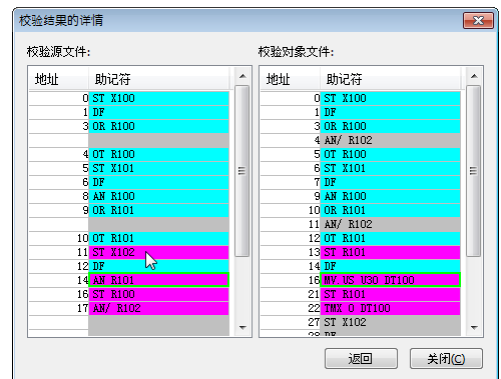 校验结果的详情
校验源文件: 校验对象文件:
地址 助记符 地址 助记符
0 ST X100 0 ST X100
1 DF 1 DF
3 OR R100 3 OR R100
4 AN/ R102
4 OT R100 5 OT R100
5 ST X101 6 ST X101
6 DF 7 DF
8 AN R100 9 AN R100
9 OR R101 10 OR R101
11 AN/ R102
10 OT R101 12 OT R101
11 ST X102 13 ST R101
12 DF 14 DF
14 AN R101 16 MV US U30 DT100
16 ST R100 21 ST R101
17 AN/ R102 22 TMX 0 DT100
27 ST X102
28 DF
返回 关闭(C)